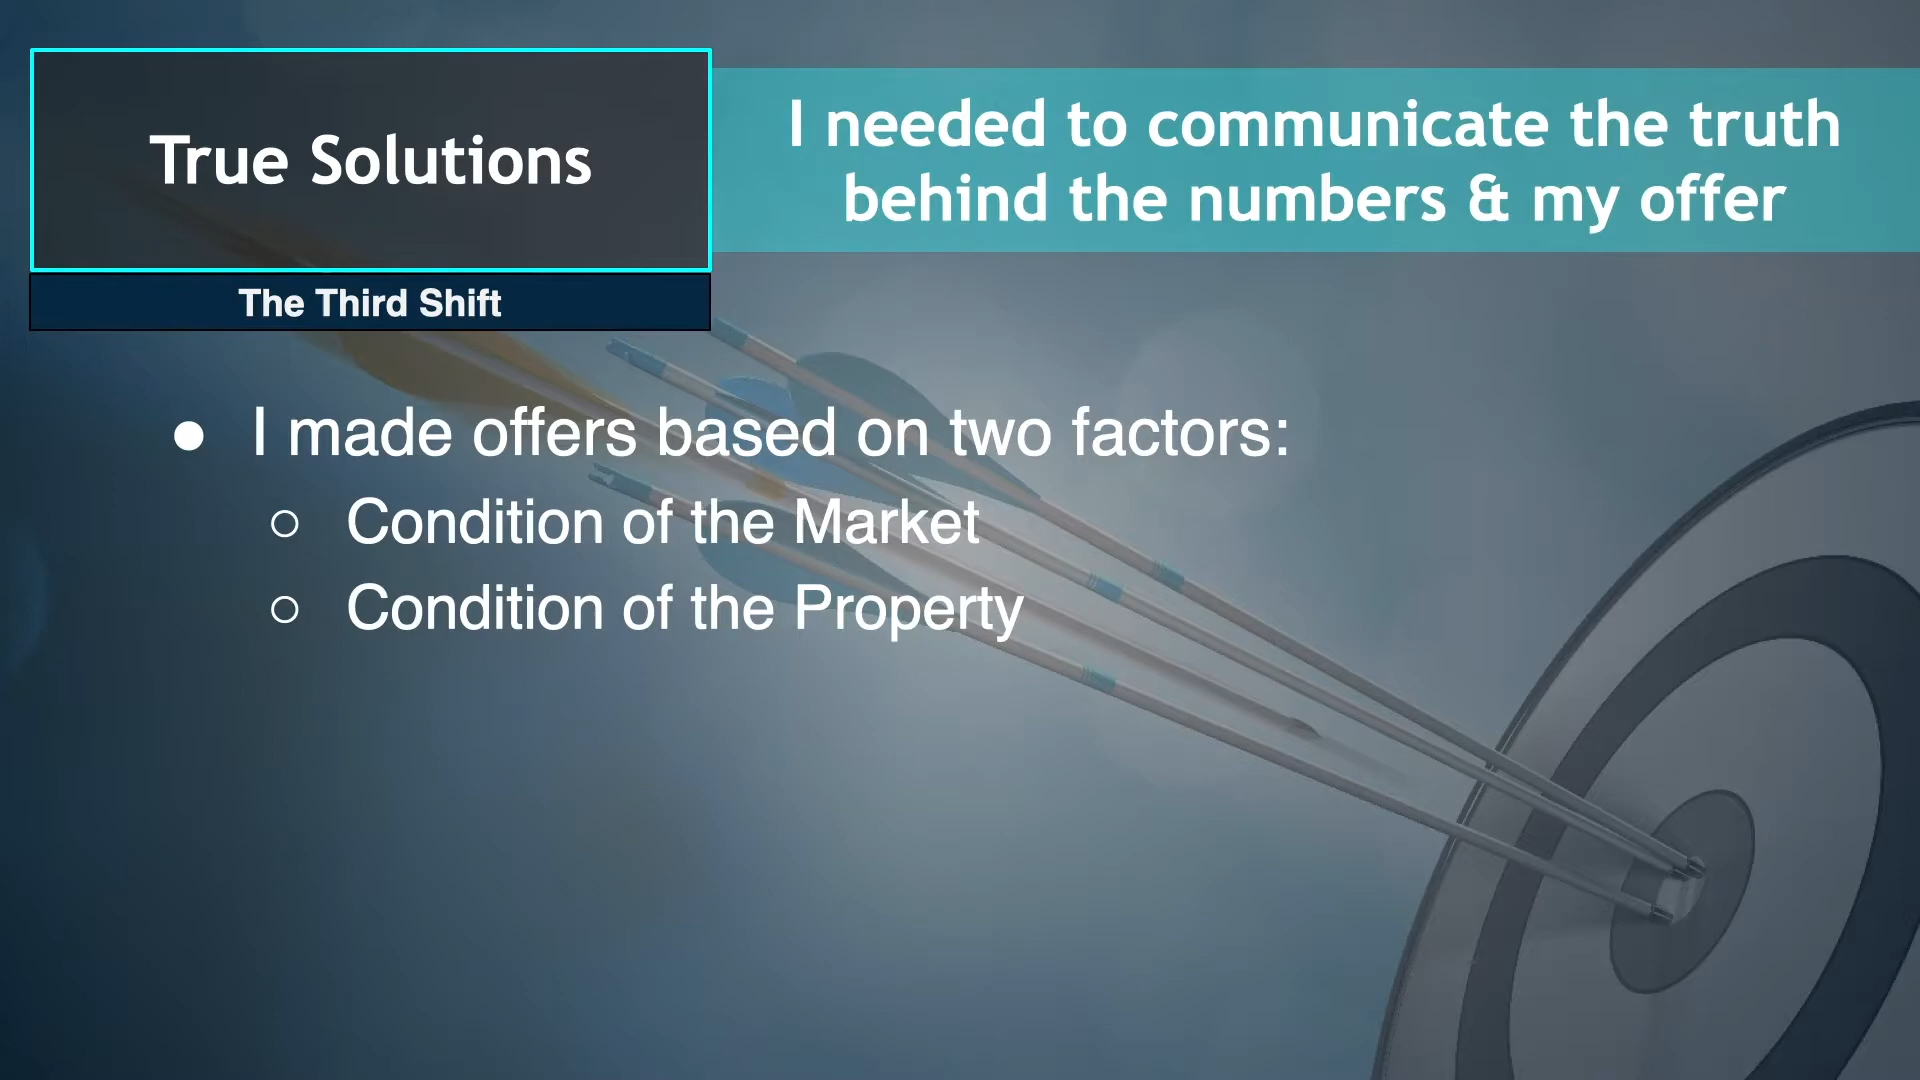 True Solutions
I needed to communicate the truth
behind the numbers & my offer
The Third Shift
● I made offers based on two factors:
○ Condition of the Market
○ Condition of the Property